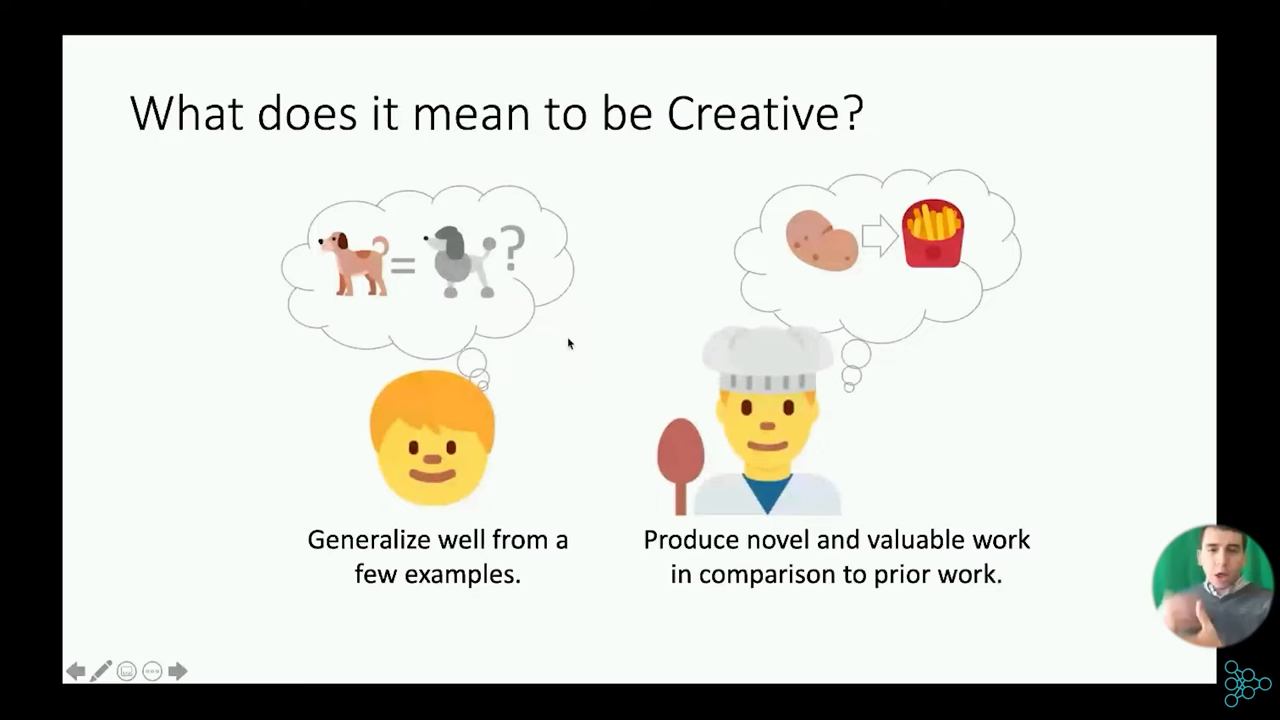 What does it mean to be Creative?
= ?
Generalize well from a
few examples.
Produce novel and valuable work
in comparison to prior work.